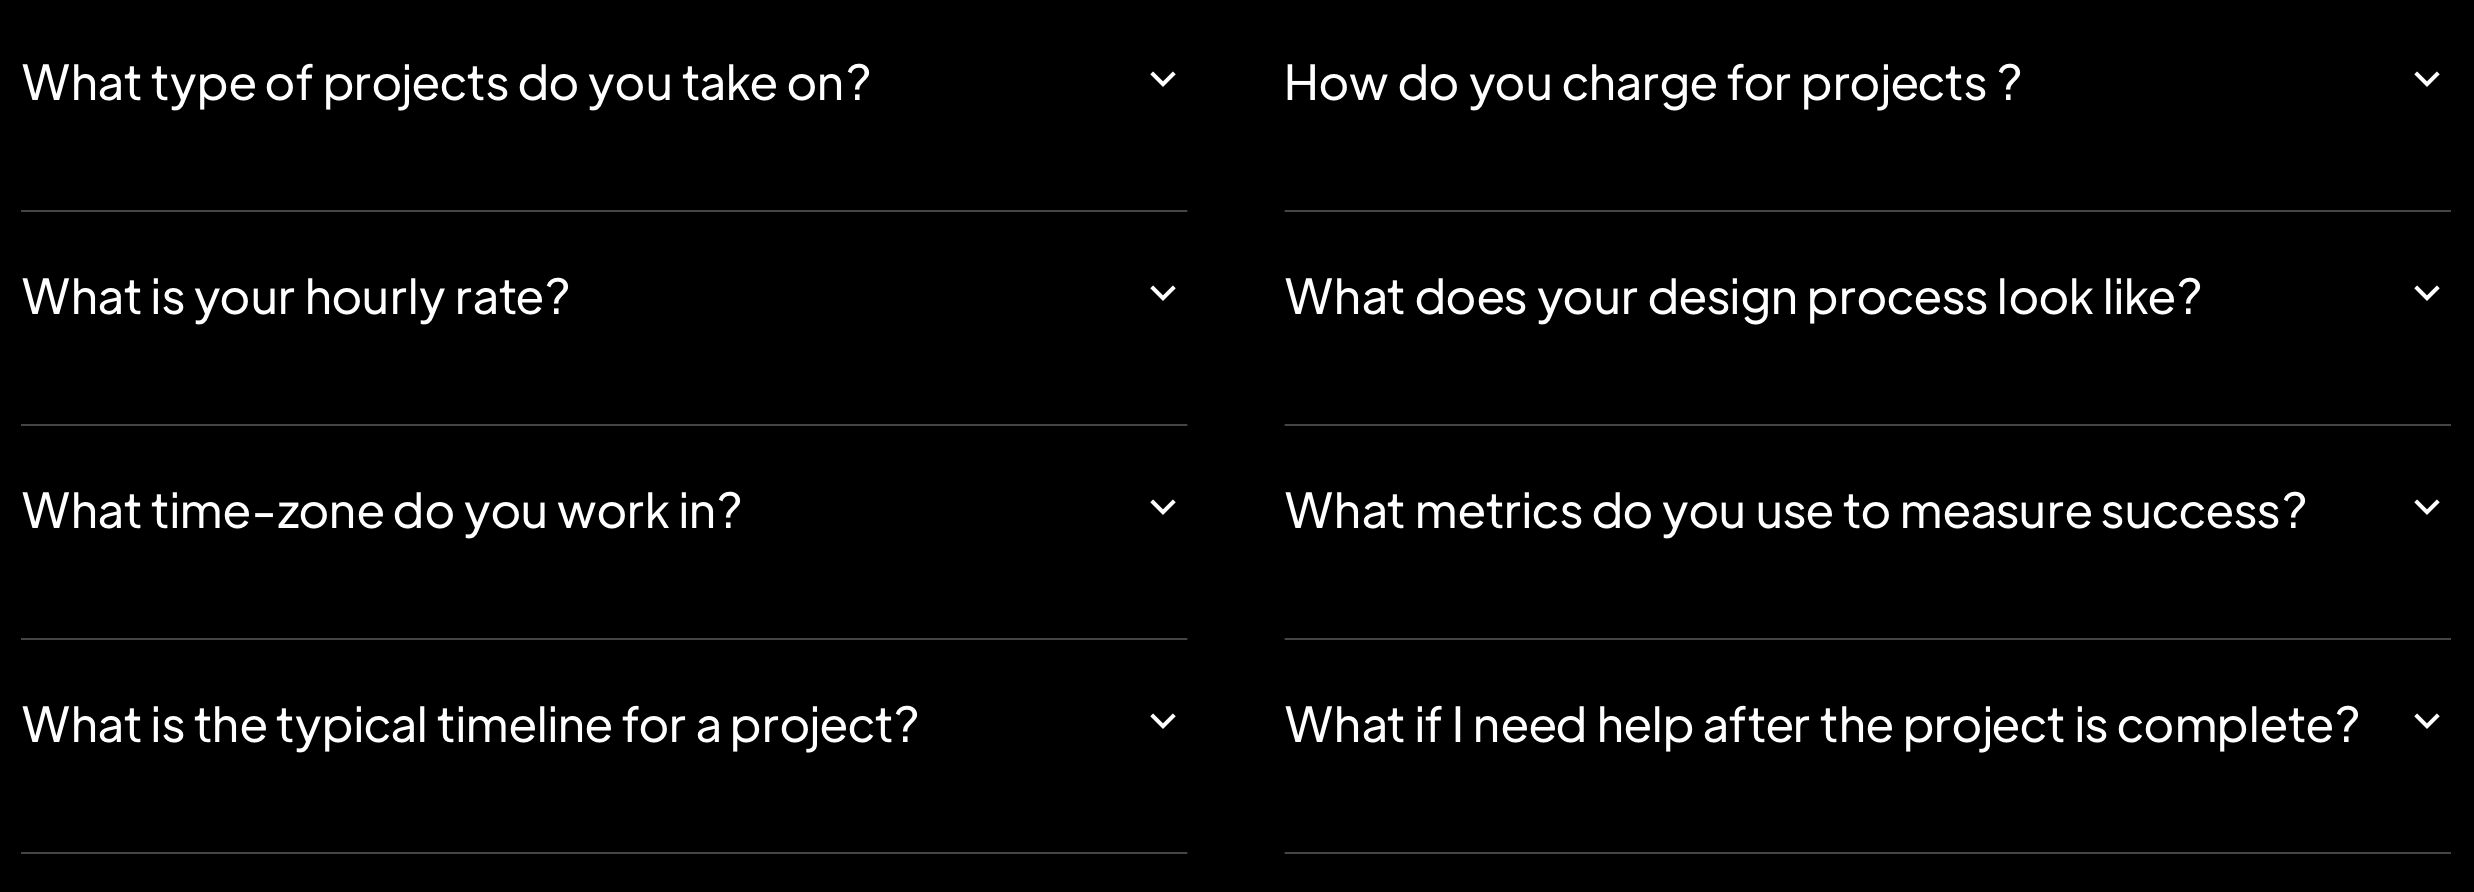 What type of projects do you take on?
How do you charge for projects ?
What is your hourly rate?
What does your design process look like?
What time-zone do you work in?
What metrics do you use to measure success?
What is the typical timeline for a project?
What if I need help after the project is complete?